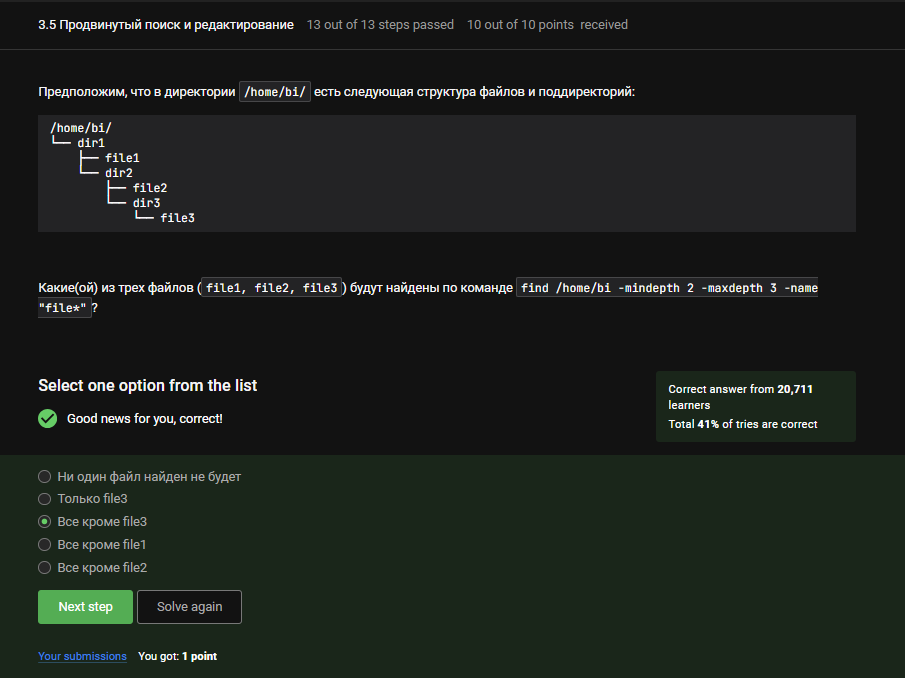 3.5 Продвинутый поиск и редактирование 13 out of 13 steps passed 10 out of 10 points received
Предположим, что в директории /home/bi/ есть следующая структура файлов и поддиректорий:
/home/bi/
└── dir1
    ├── file1
    └── dir2
        ├── file2
        └── dir3
            └── file3
Какие(ой) из трех файлов (file1, file2, file3) будут найдены по команде find /home/bi -mindepth 2 -maxdepth 3 -name
"file*"?
Select one option from the list
Good news for you, correct!
Correct answer from 20,711
learners
Total 41% of tries are correct
Ни один файл найден не будет
Только file3
Все кроме file3
Все кроме file1
Все кроме file2
Next step Solve again
Your submissions You got: 1 point